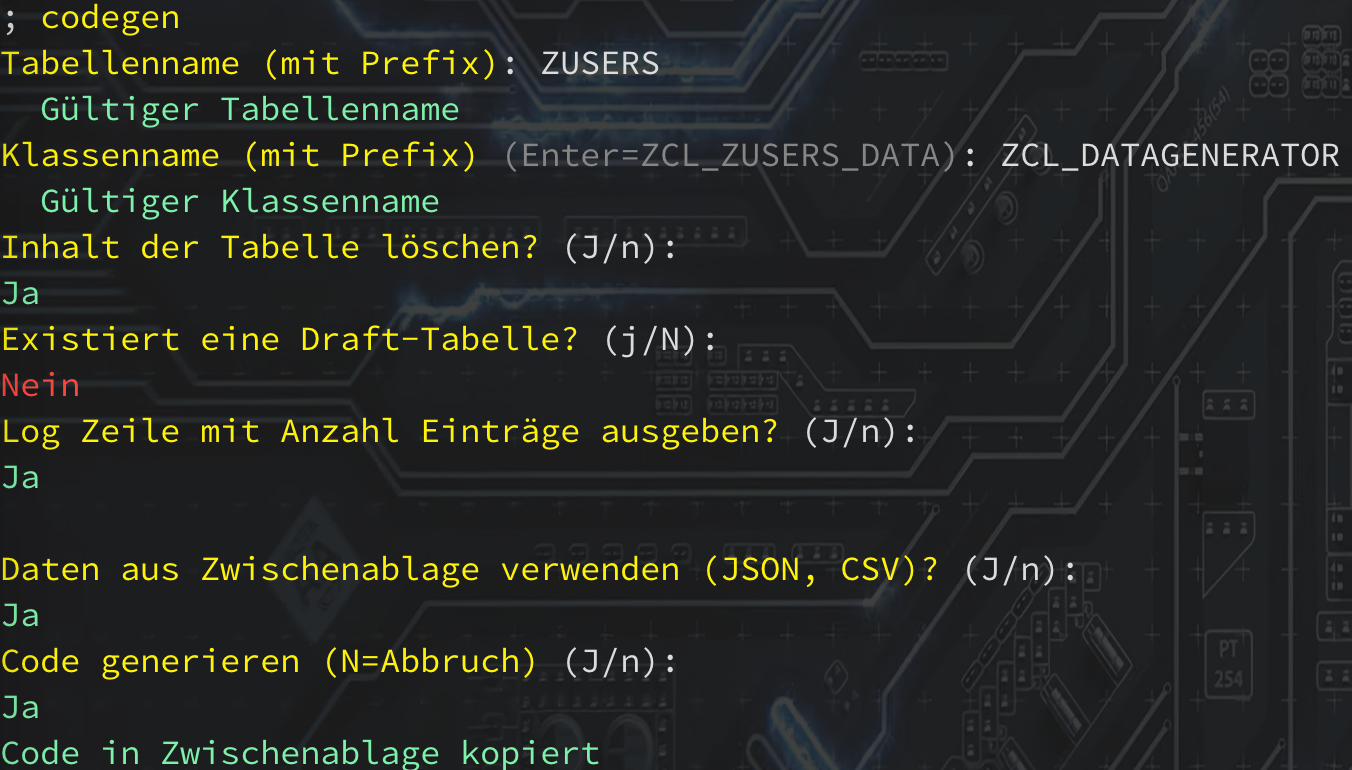 ; codegen
Tabellenname (mit Prefix): ZUSERS
Gültiger Tabellenname
Klassenname (mit Prefix) (Enter=ZCL_ZUSERS_DATA): ZCL_DATAGENERATOR
Gültiger Klassenname
Inhalt der Tabelle löschen? (J/n):
Ja
Existiert eine Draft-Tabelle? (j/N):
Nein
Log Zeile mit Anzahl Einträge ausgeben? (J/n):
Ja
Daten aus Zwischenablage verwenden (JSON, CSV)? (J/n):
Ja
Code generieren (N=Abbruch) (J/n):
Ja
PT
254
Code in Zwischenablage kopiert